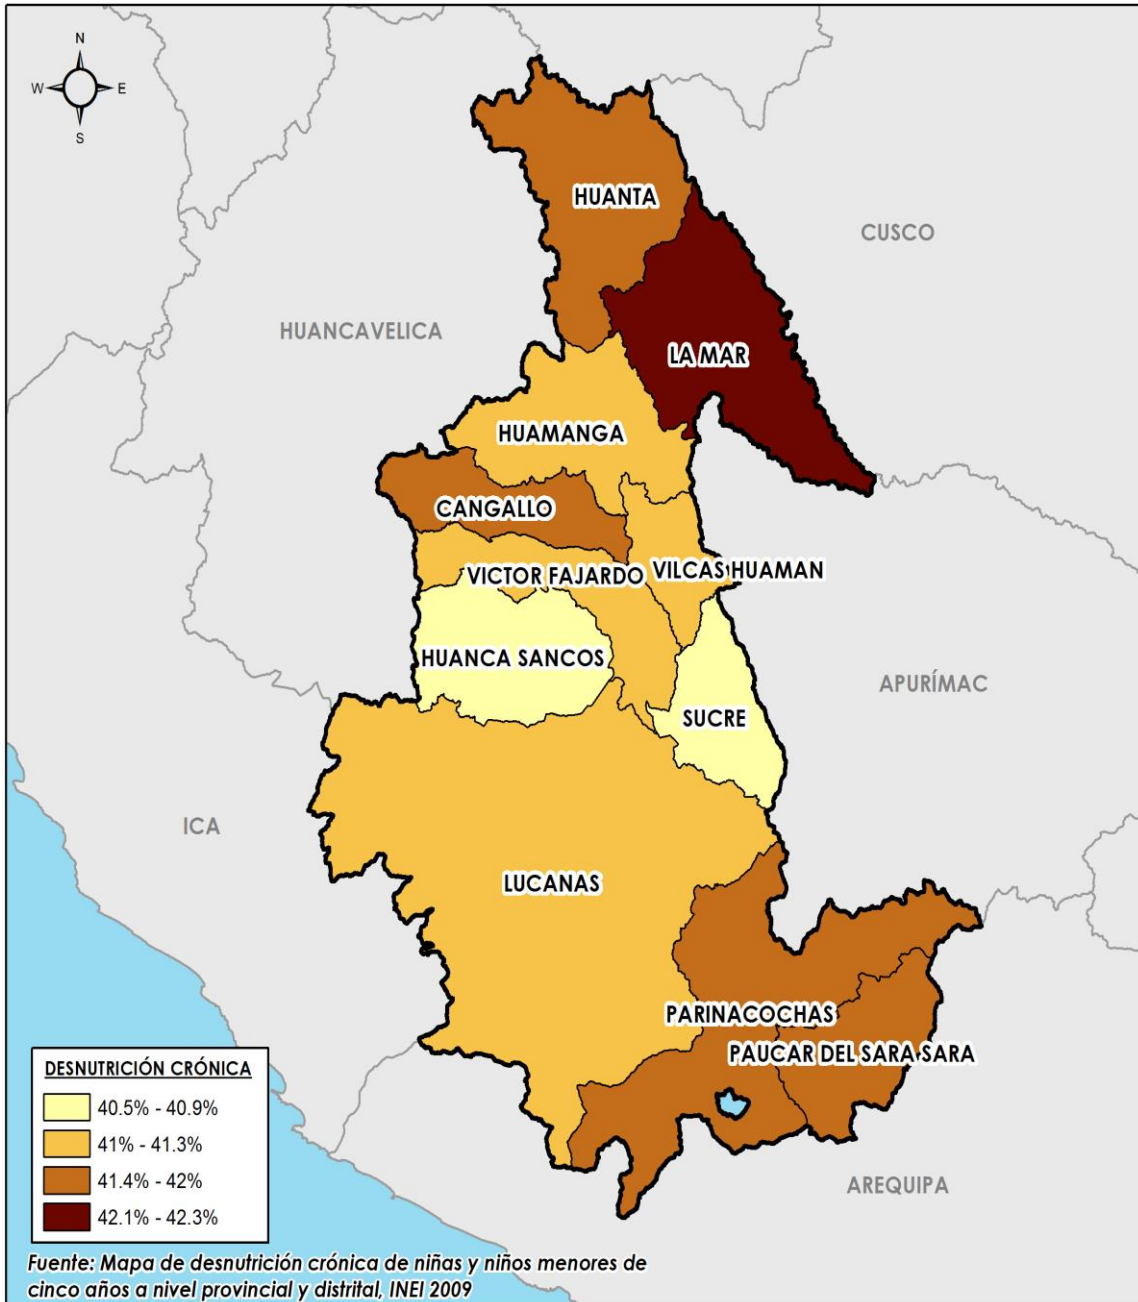 N
W E
S
HUANTA
CUSCO
HUANCAVELICA
LA MAR
HUAMANGA
CANGALLO
VICTOR FAJARDO
VILCAS HUAMAN
HUANCA SANCOS
APURÍMAC
SUCRE
ICA
LUCANAS
PARINACOCHAS
PAUCAR DEL SARA SARA
AREQUIPA
DESNUTRICIÓN CRÓNICA
40.5% - 40.9%
41% - 41.3%
41.4% - 42%
42.1% - 42.3%
Fuente: Mapa de desnutrición crónica de niñas y niños menores de
cinco años a nivel provincial y distrital, INEI 2009